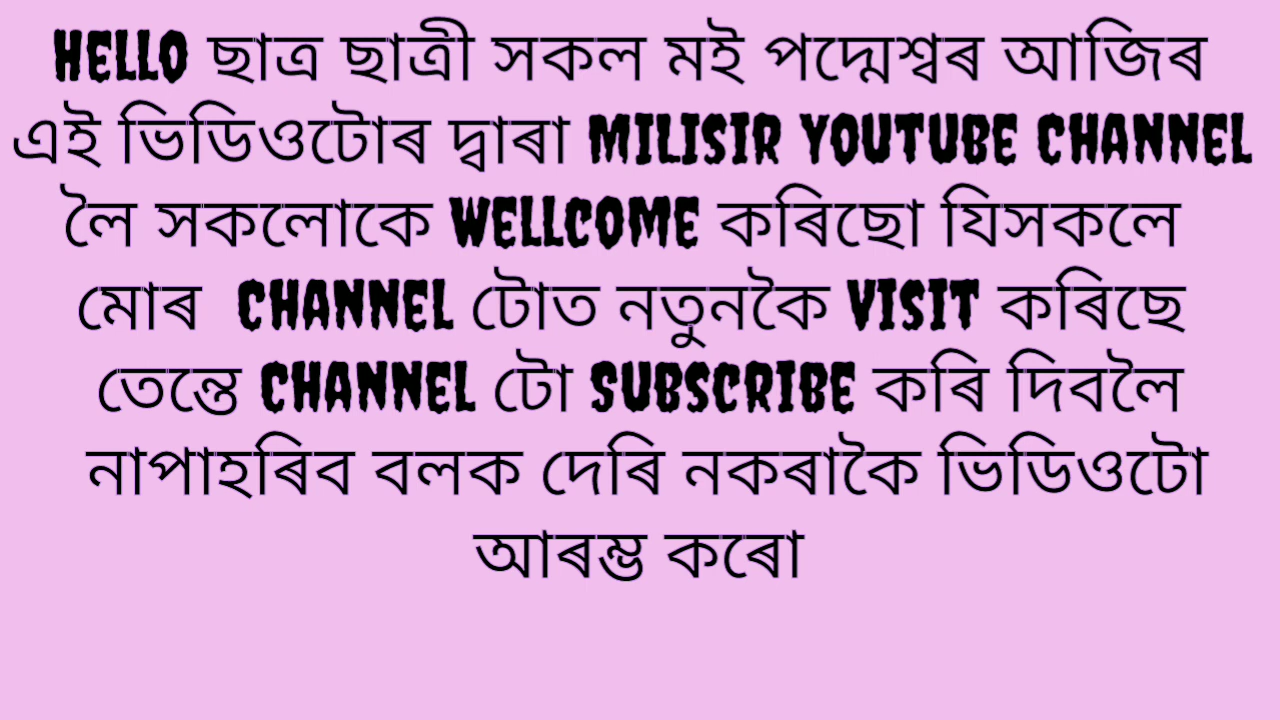 HELLO ছাত্ৰ ছাত্ৰী সকল মই পদ্মেশ্বৰ আজিৰ
এই ভিডিওটোৰ দ্বাৰা MILISIR YOUTUBE CHANNEL
লৈ সকলোকে WELLCOME কৰিছো যিসকলে
মোৰ CHANNEL টোত নতুনকৈ VISIT কৰিছে
তেন্তে CHANNEL টো SUBSCRIBE কৰি দিবলৈ
নাপাহৰিব বলক দেৰি নকৰাকৈ ভিডিওটো
আৰম্ভ কৰো